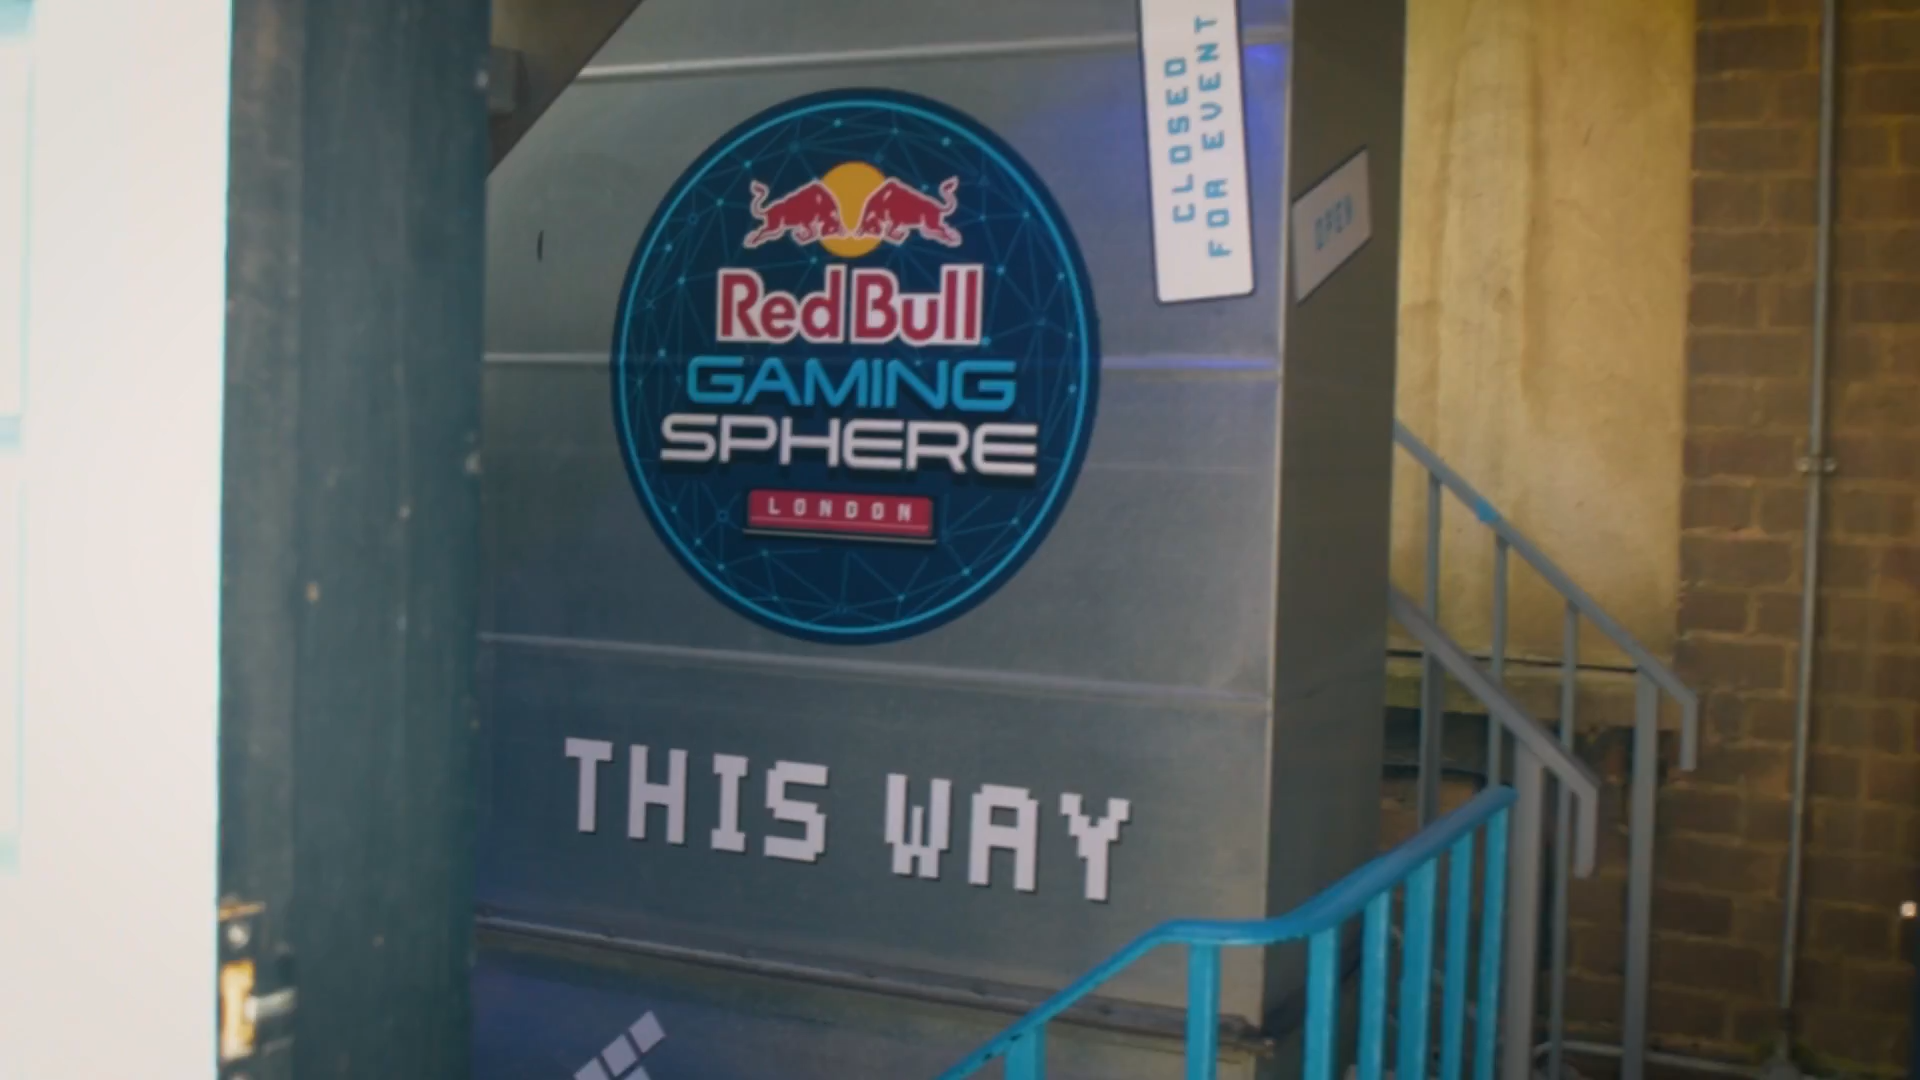 Red Bull
GAMING
SPHERE
LONDON
CLOSED
FOR EVENT
OPEN
THIS WAY